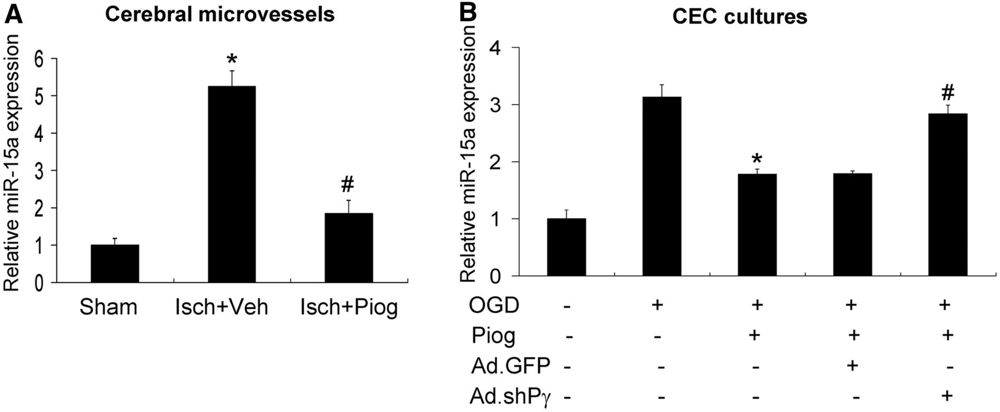 A
Cerebral microvessels
Relative miR-15a expression
6
5
4
3
2
1
0
*
#
Sham Isch+Veh Isch+Piog
B
CEC cultures
Relative miR-15a expression
4
3
2
1
0
*
#
OGD - + + + +
Piog - - + + +
Ad.GFP - - - + -
Ad.shPγ - - - - +